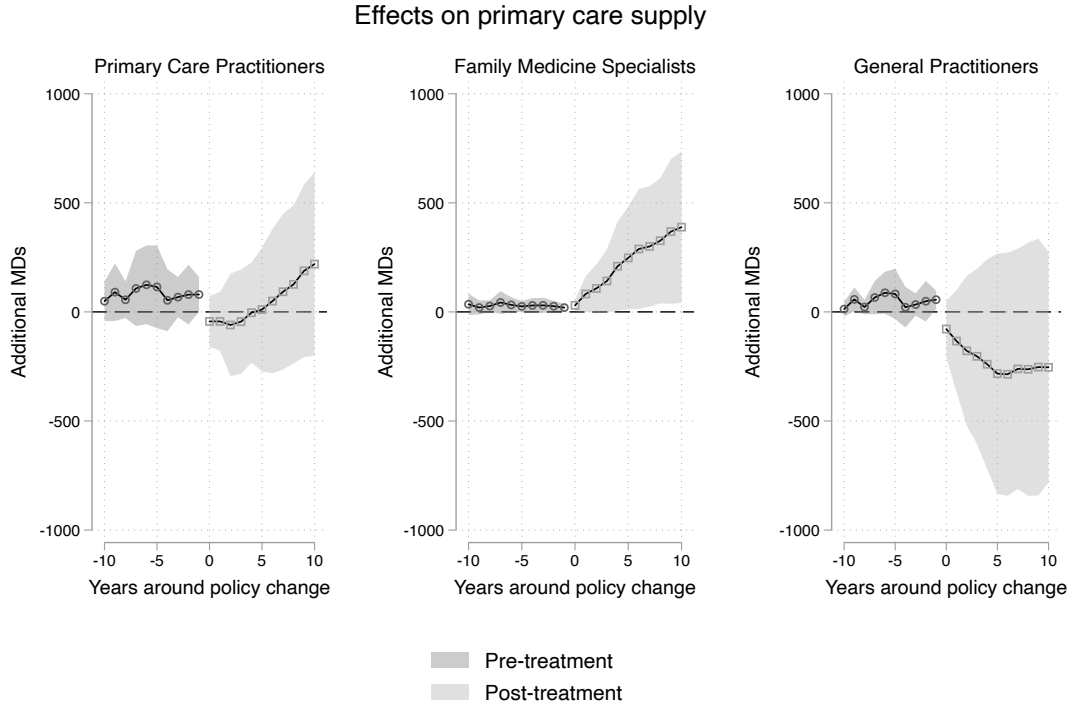 Effects on primary care supply
Primary Care Practitioners
1000
500
0
-500
-1000
Additional MDs
-10 -5 0 5 10
Years around policy change
Family Medicine Specialists
1000
500
0
-500
-1000
Additional MDs
-10 -5 0 5 10
Years around policy change
General Practitioners
1000
500
0
-500
-1000
Additional MDs
-10 -5 0 5 10
Years around policy change
Pre-treatment
Post-treatment